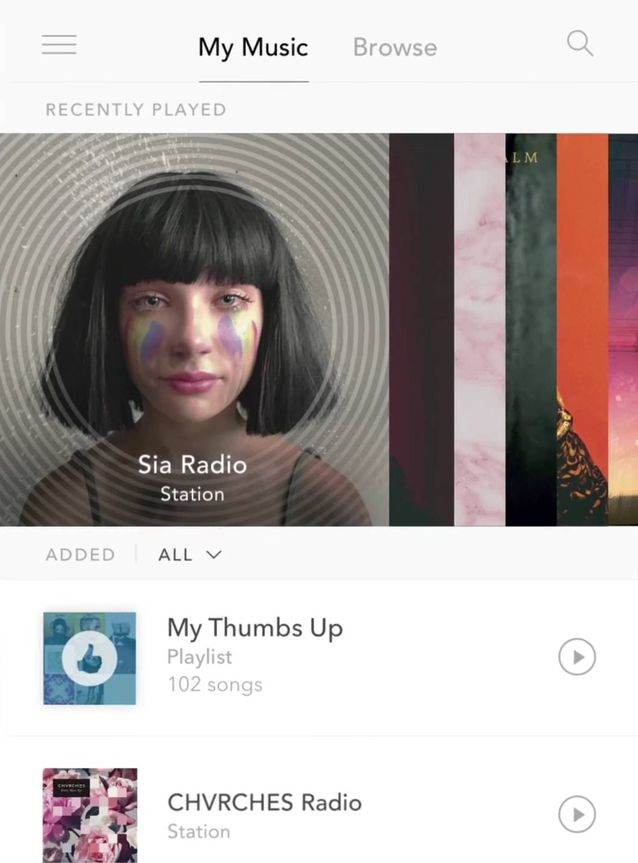 My Music
Browse
RECENTLY PLAYED
ALM
Sia Radio
Station
ADDED
ALL
My Thumbs Up
Playlist
102 songs
CHVRCHES
CHVRCHES Radio
Station